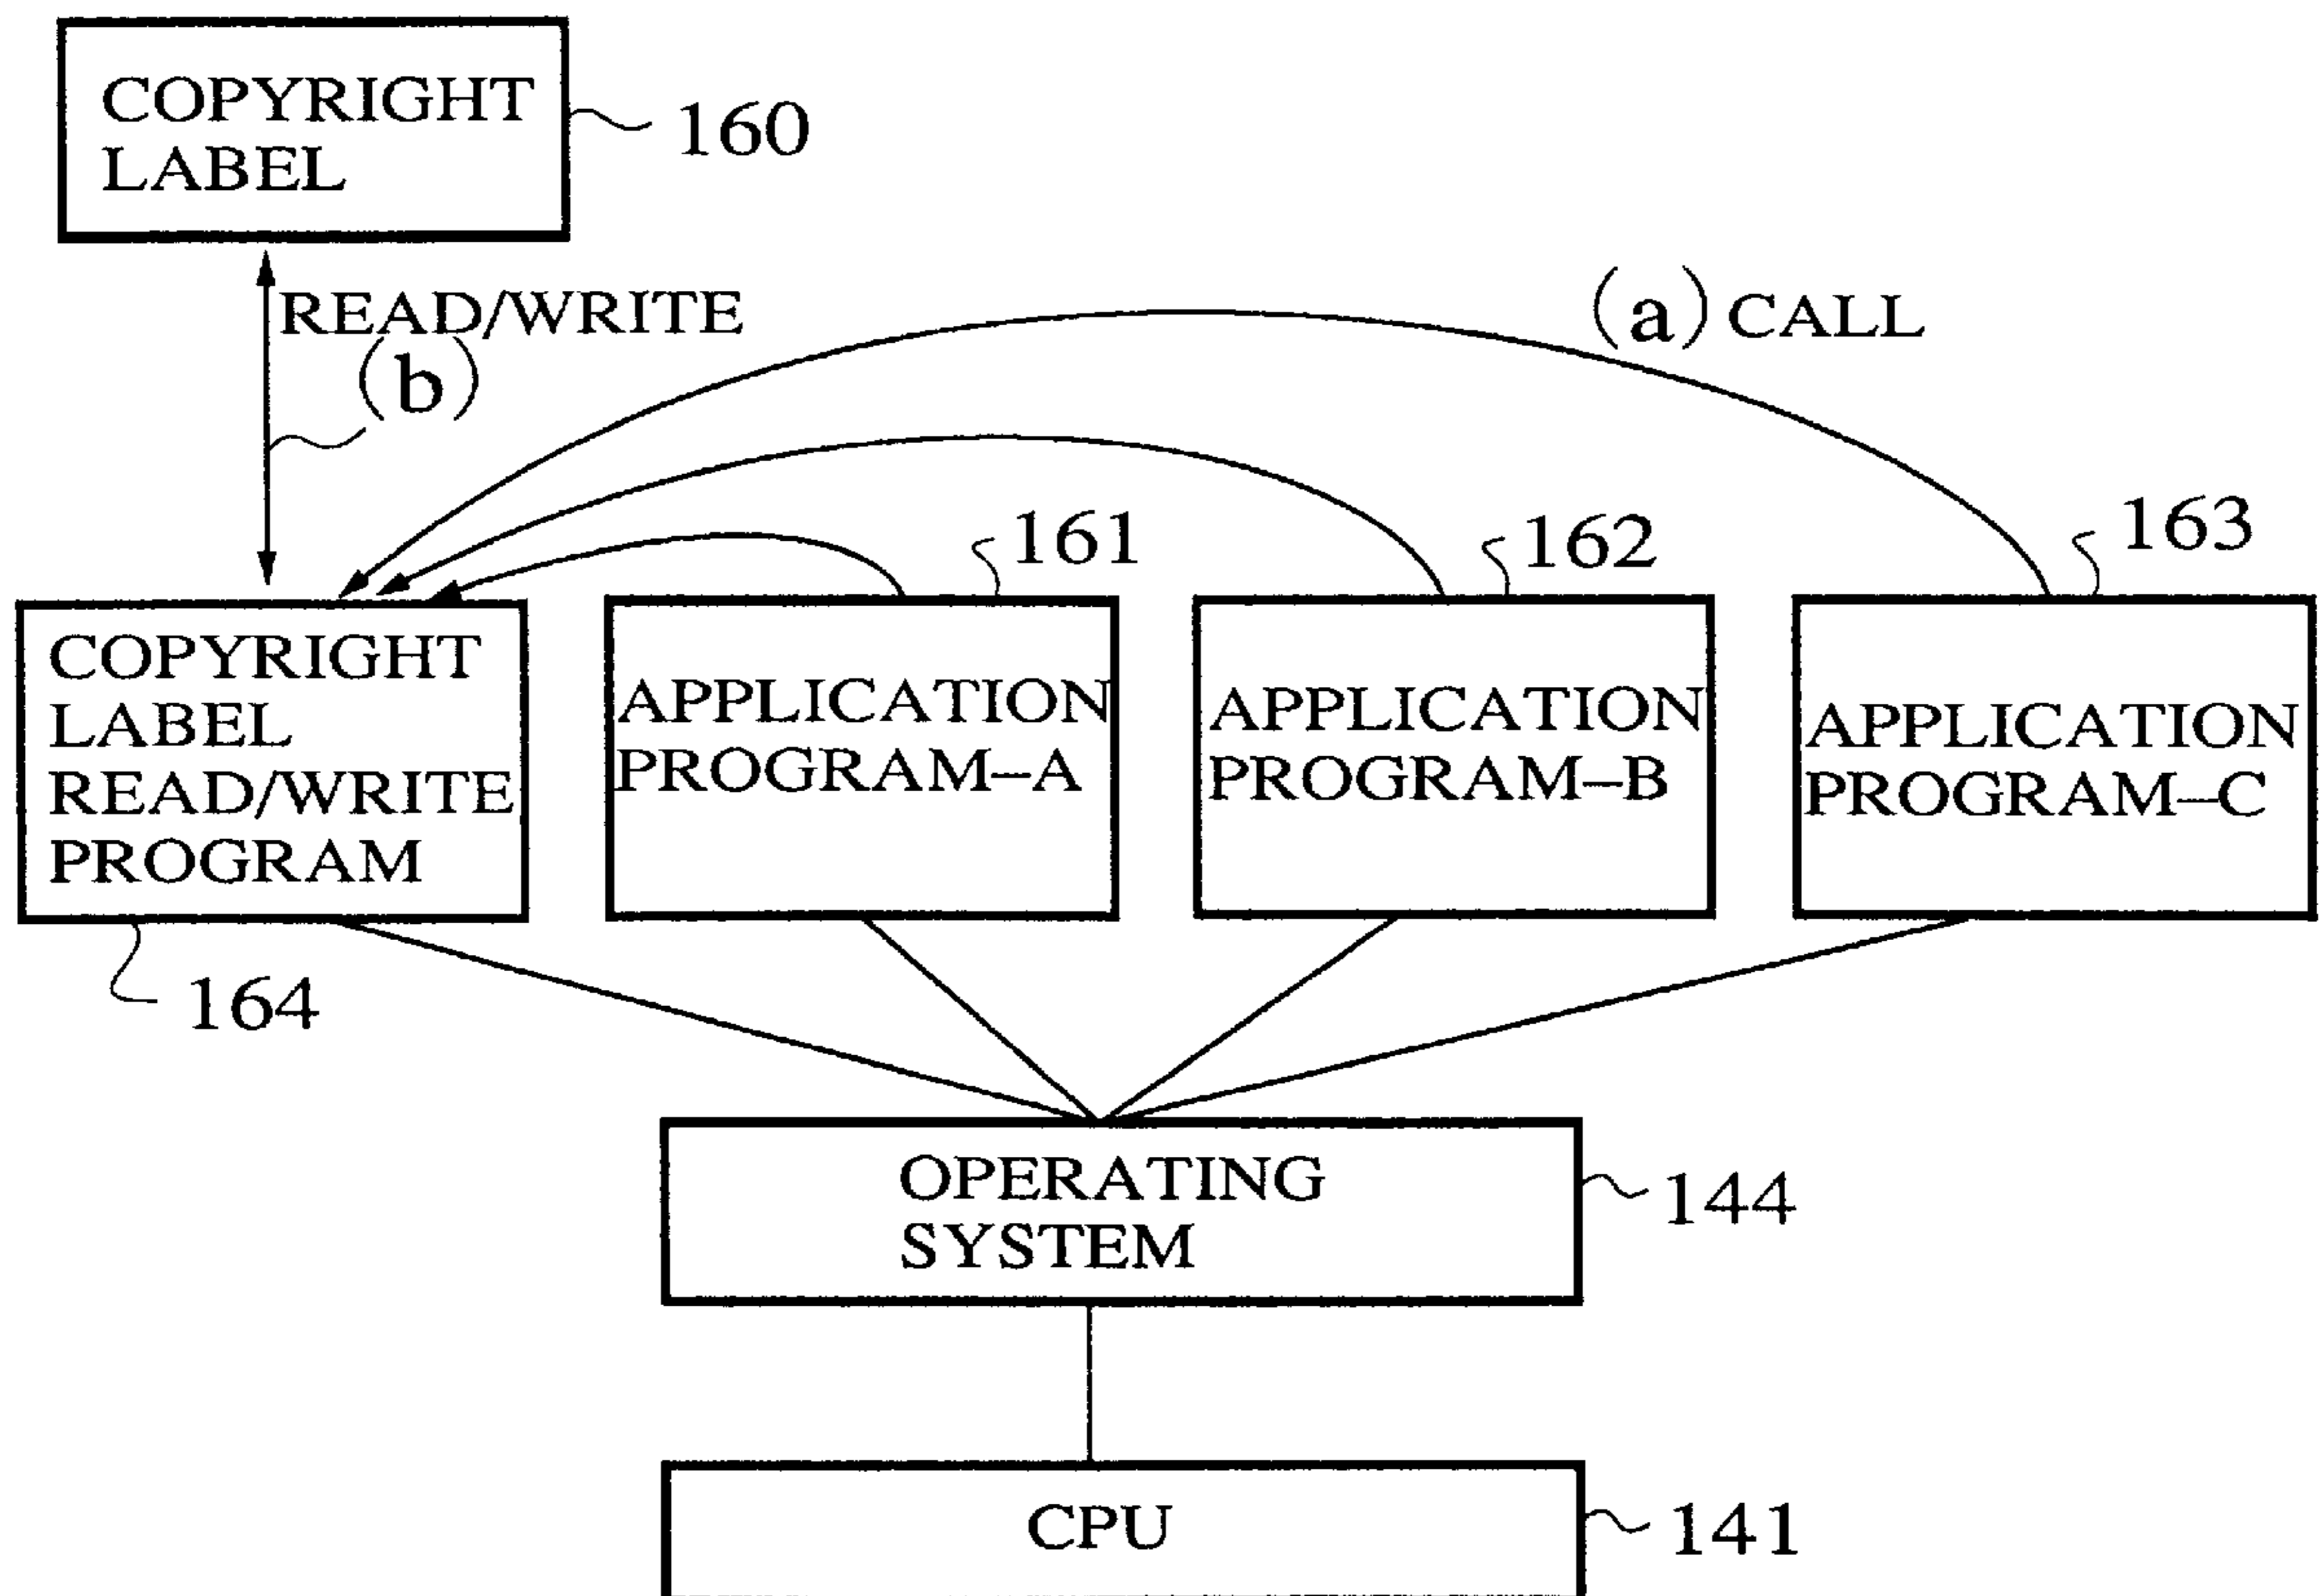 COPYRIGHT
LABEL
160
READ/WRITE
(b)
(a) CALL
161
162
163
COPYRIGHT
LABEL
READ/WRITE
PROGRAM
APPLICATION
PROGRAM–A
APPLICATION
PROGRAM–B
APPLICATION
PROGRAM–C
164
OPERATING
SYSTEM
144
CPU
141